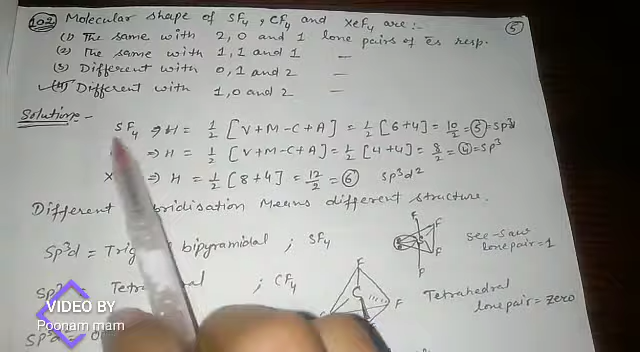 102 Molecular shape of SF4, CF4 and XeF4 are :-
5
(1) The same with 2, 0 and 1 lone pairs of es resp.
(2) The same with 1, 1 and 1 —
(3) Different with 0, 1 and 2 —
(4) Different with 1, 0 and 2 —
Solution:-
SF4 ⇒ H = 1/2 [V+M-C+A] = 1/2 [6+4] = 10/2 = 5 = sp3d
⇒ H = 1/2 [V+M-C+A] = 1/2 [4+4] = 8/2 = 4 = sp3
X ⇒ H = 1/2 [8+4] = 12/2 = 6 sp3d2
Different bridisation Means different structure.
Sp3d = Trig bipyramidal ; SF4
F F F F
see-saw
lone pair = 1
Tetra al ; CF4
F C F
Tetrahedral
lone pair = zero
VIDEO BY
Poonam mam